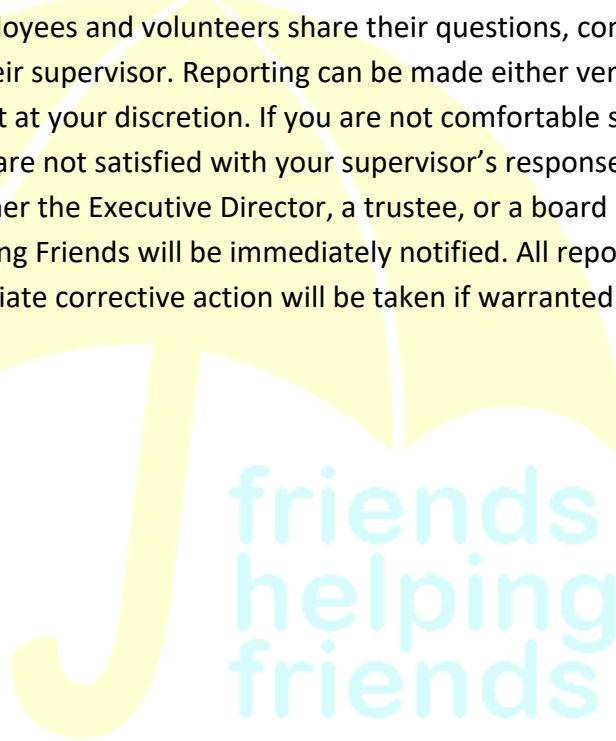 loyees and volunteers share their questions, con
eir supervisor. Reporting can be made either ver
t at your discretion. If you are not comfortable s
are not satisfied with your supervisor’s response
er the Executive Director, a trustee, or a board
ng Friends will be immediately notified. All repo
iate corrective action will be taken if warranted
friends
helping
friends